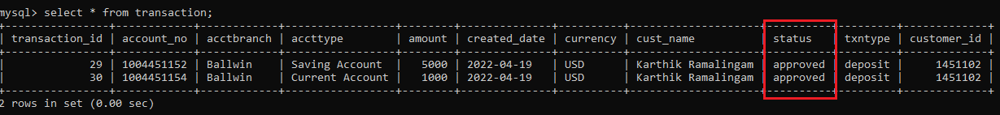 mysql> select * from transaction;
| transaction_id | account_no | acctbranch | accttype | amount | created_date | currency | cust_name | status | txntype | customer_id |
| 29 | 1004451152 | Ballwin | Saving Account | 5000 | 2022-04-19 | USD | Karthik Ramalingam | approved | deposit | 1451102 |
| 30 | 1004451154 | Ballwin | Current Account | 1000 | 2022-04-19 | USD | Karthik Ramalingam | approved | deposit | 1451102 |
2 rows in set (0.00 sec)